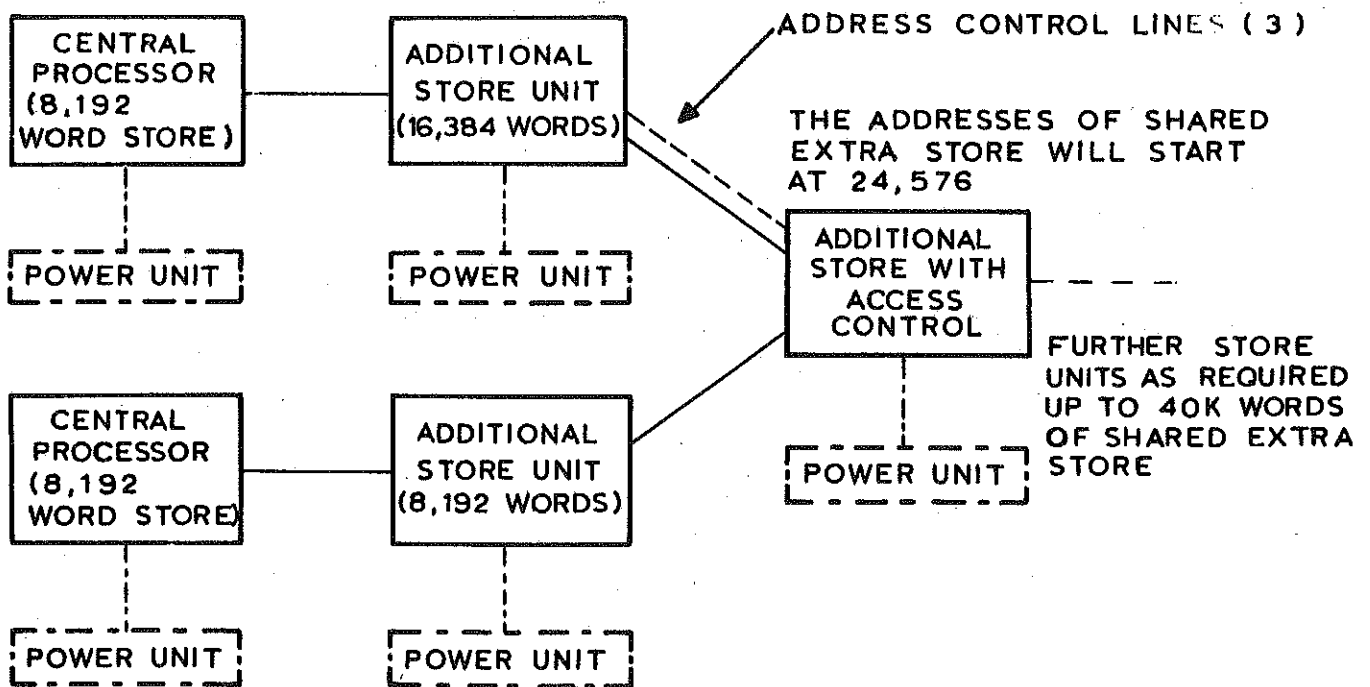 CENTRAL
PROCESSOR
(8,192
WORD STORE)
ADDITIONAL
STORE UNIT
(16,384 WORDS)
ADDRESS CONTROL LINES (3)
THE ADDRESSES OF SHARED
EXTRA STORE WILL START
AT 24,576
POWER UNIT
POWER UNIT
ADDITIONAL
STORE WITH
ACCESS
CONTROL
FURTHER STORE
UNITS AS REQUIRED
UP TO 40K WORDS
OF SHARED EXTRA
STORE
CENTRAL
PROCESSOR
(8,192
WORD STORE)
ADDITIONAL
STORE UNIT
(8,192 WORDS)
POWER UNIT
POWER UNIT
POWER UNIT